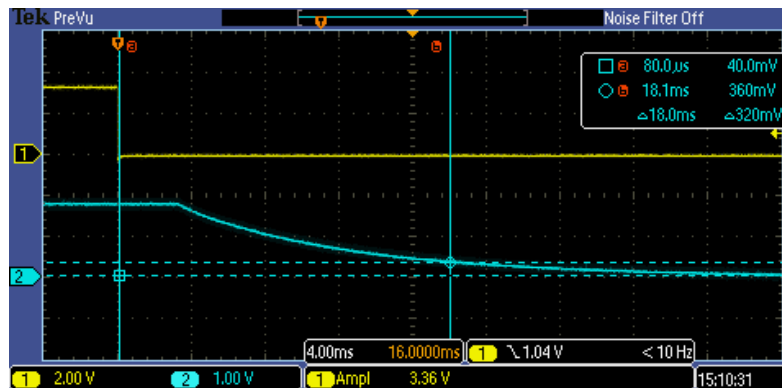 Tek PreVu Noise Filter Off
T a b
a 80.0µs 40.0mV
b 18.1ms 360mV
△18.0ms △320mV
1
2
4.00ms 16.0000ms 1 \ 1.04 V < 10 Hz
1 2.00 V 2 1.00 V 1 Ampl 3.36 V 15:10:31